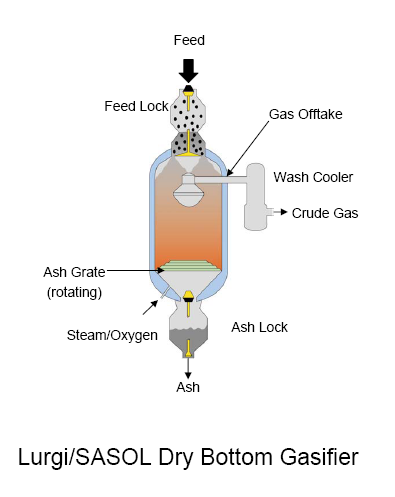 Feed
Feed Lock
Gas Offtake
Wash Cooler
Crude Gas
Ash Grate
(rotating)
Steam/Oxygen
Ash Lock
Ash
Lurgi/SASOL Dry Bottom Gasifier